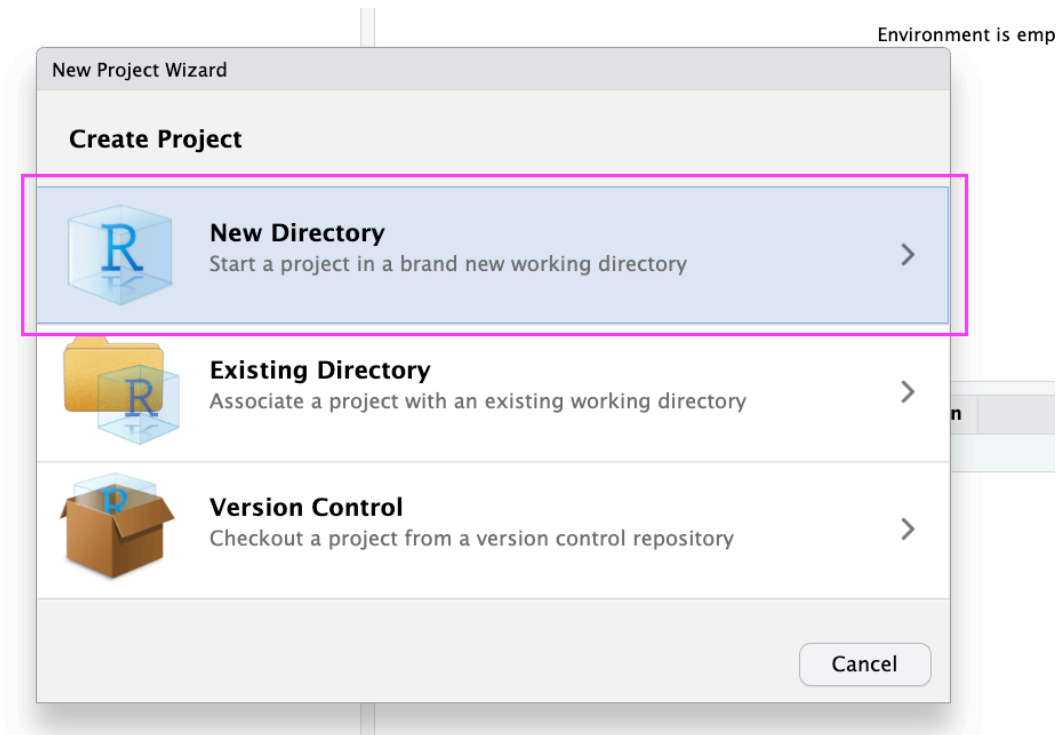 Environment is emp
New Project Wizard
Create Project
R
New Directory
Start a project in a brand new working directory
R
Existing Directory
Associate a project with an existing working directory
n
R
Version Control
Checkout a project from a version control repository
Cancel